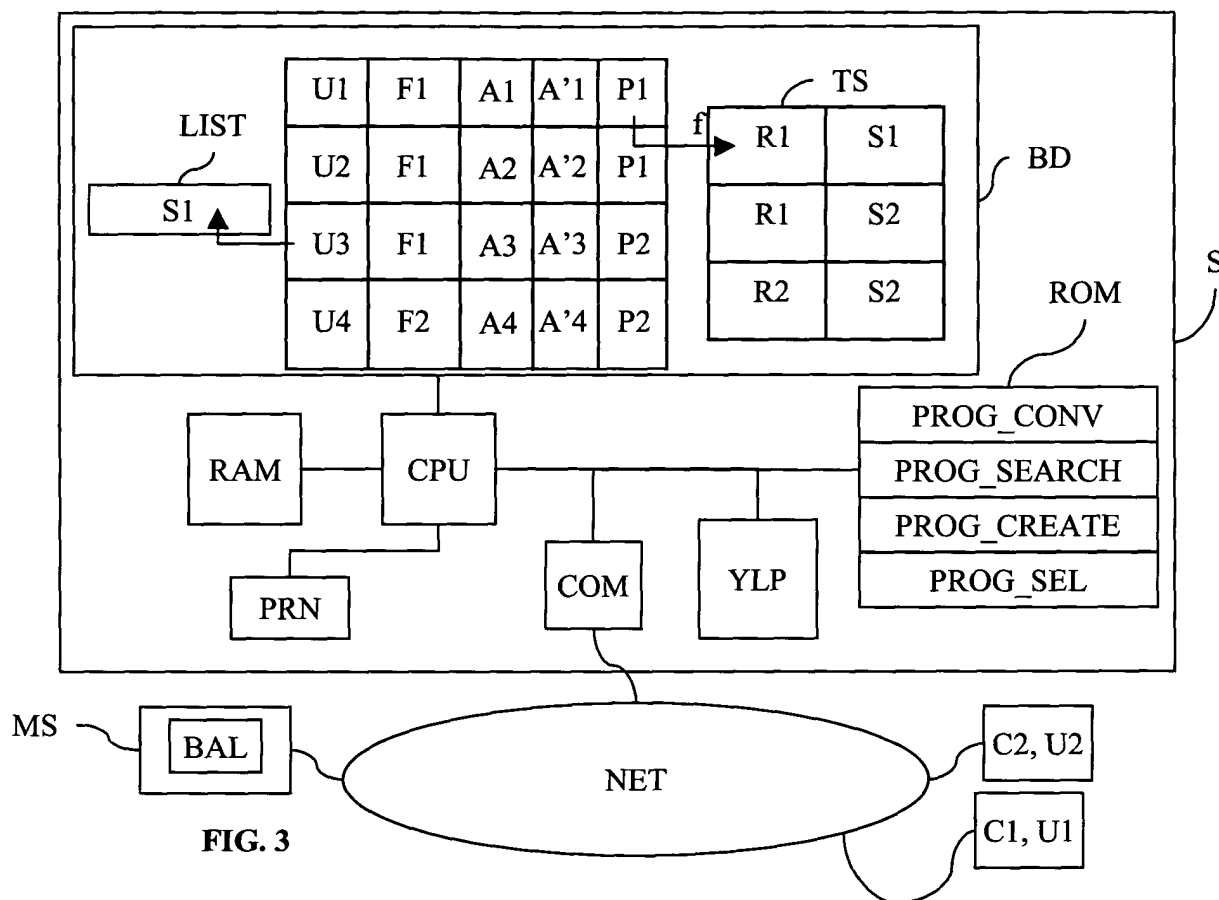 U1 F1 A1 A'1 P1
TS
LIST
f
R1 S1
U2 F1 A2 A'2 P1
BD
S1
R1 S2
U3 F1 A3 A'3 P2
S
ROM
R2 S2
U4 F2 A4 A'4 P2
PROG_CONV
RAM CPU
PROG_SEARCH
PROG_CREATE
COM YLP
PROG_SEL
PRN
MS
BAL
C2, U2
NET
FIG. 3
C1, U1